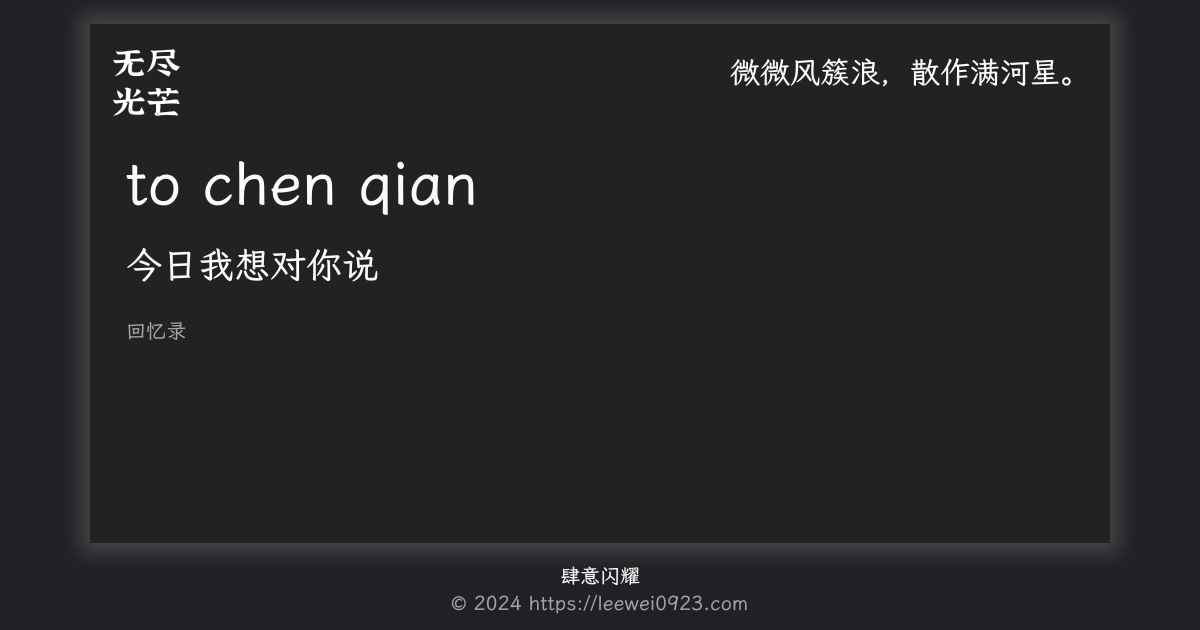 无尽
光芒
微微风簇浪，散作满河星。
to chen qian
今日我想对你说
回忆录
肆意闪耀
© 2024 https://leewei0923.com